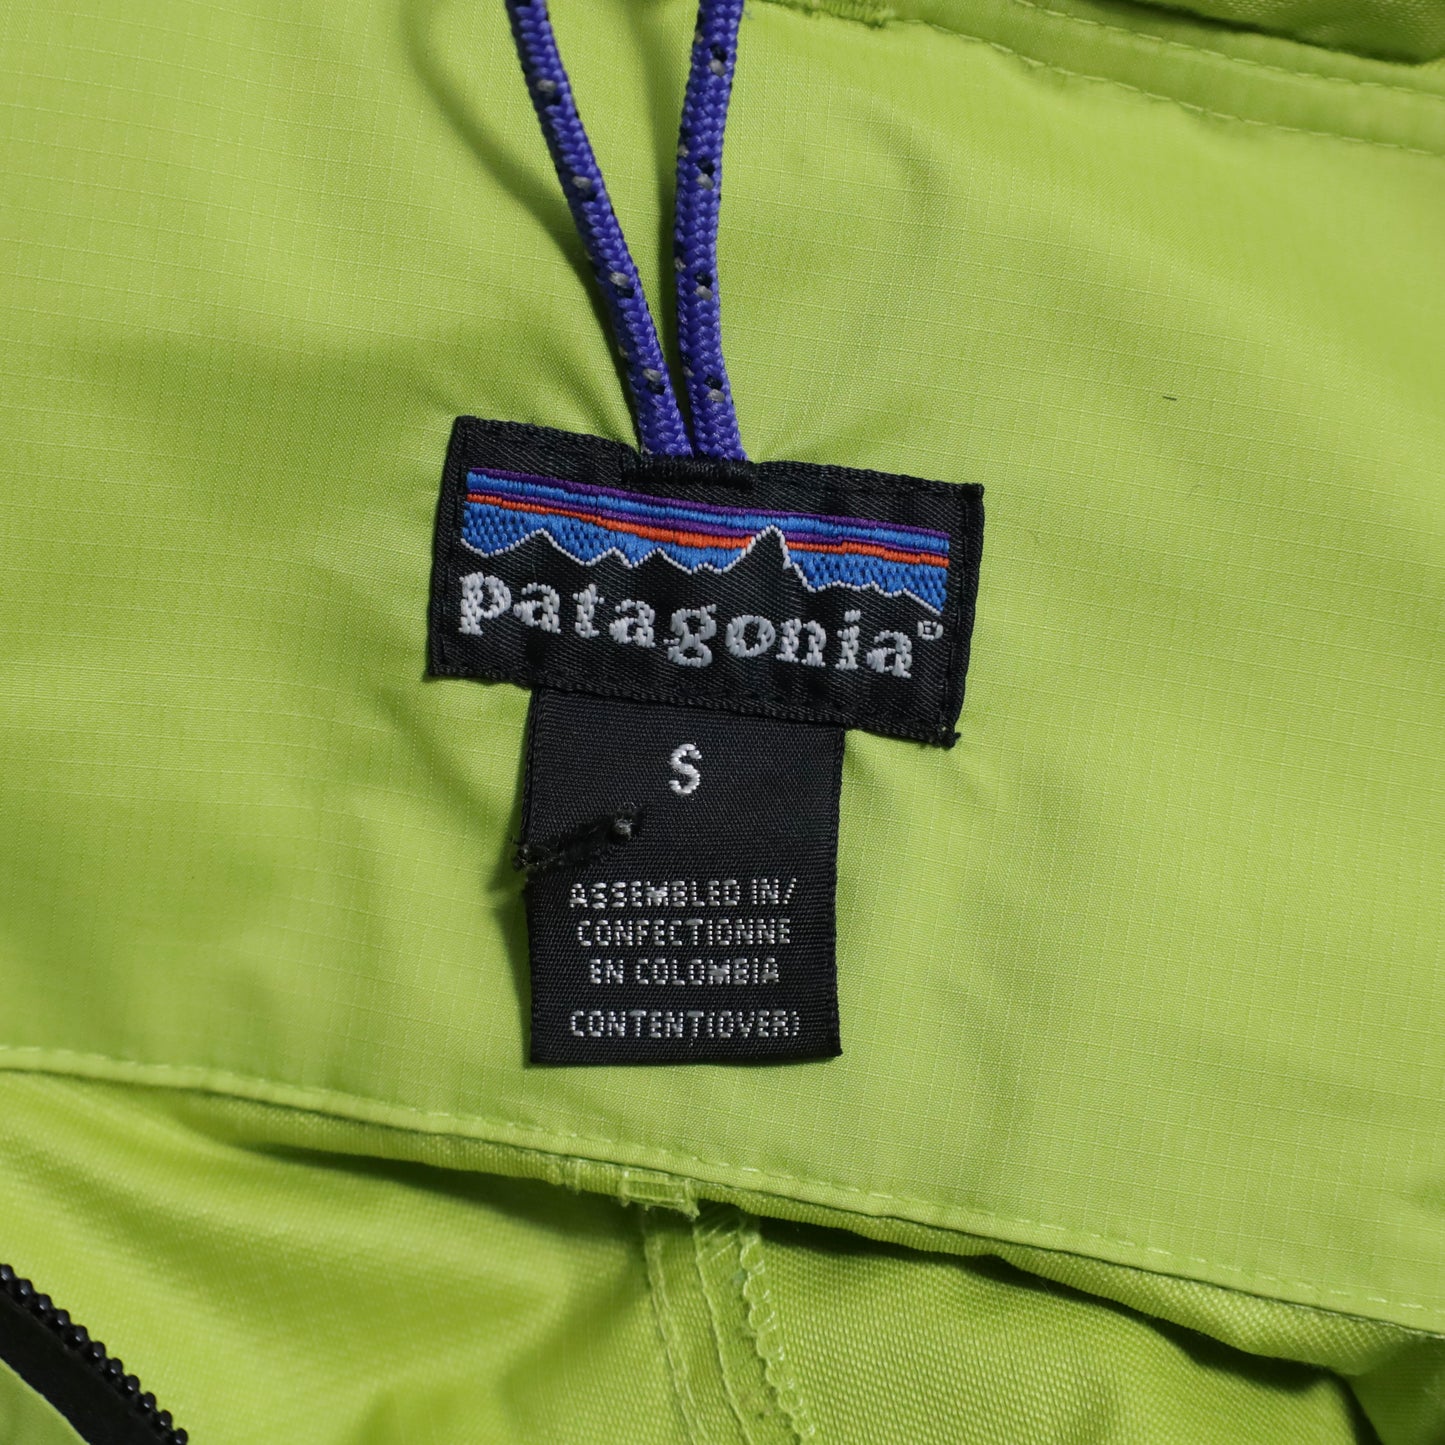 patagonia®
S
ASSEMBLED IN/
CONFECTIONNE
EN COLOMBIA
CONTENT(OVER)